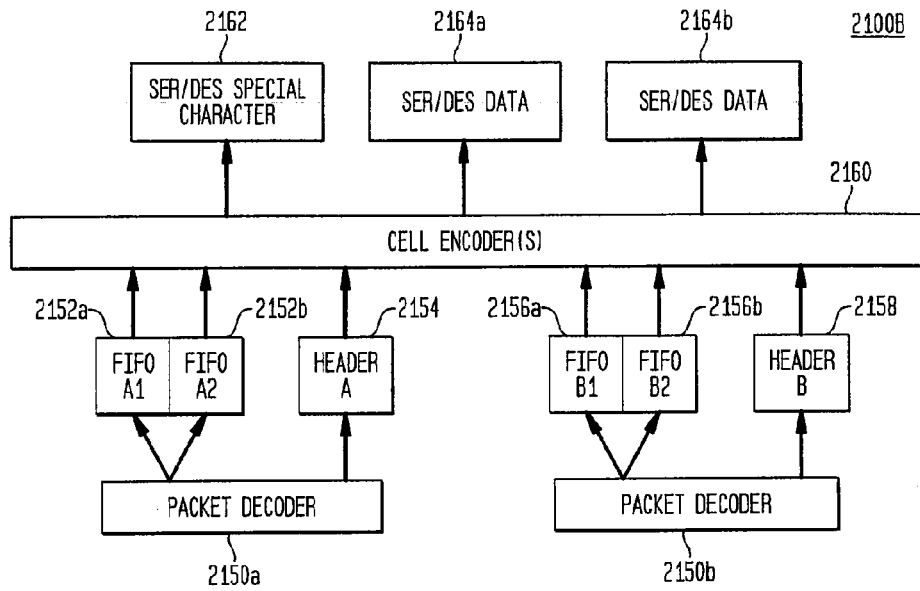 2162
2164a
2164b
2100B
SER/DES SPECIAL
CHARACTER
SER/DES DATA
SER/DES DATA
2160
CELL ENCODER(S)
2152a
2152b
2154
2156a
2156b
2158
FIFO
A1
FIFO
A2
HEADER
A
FIFO
B1
FIFO
B2
HEADER
B
PACKET DECODER
PACKET DECODER
2150a
2150b